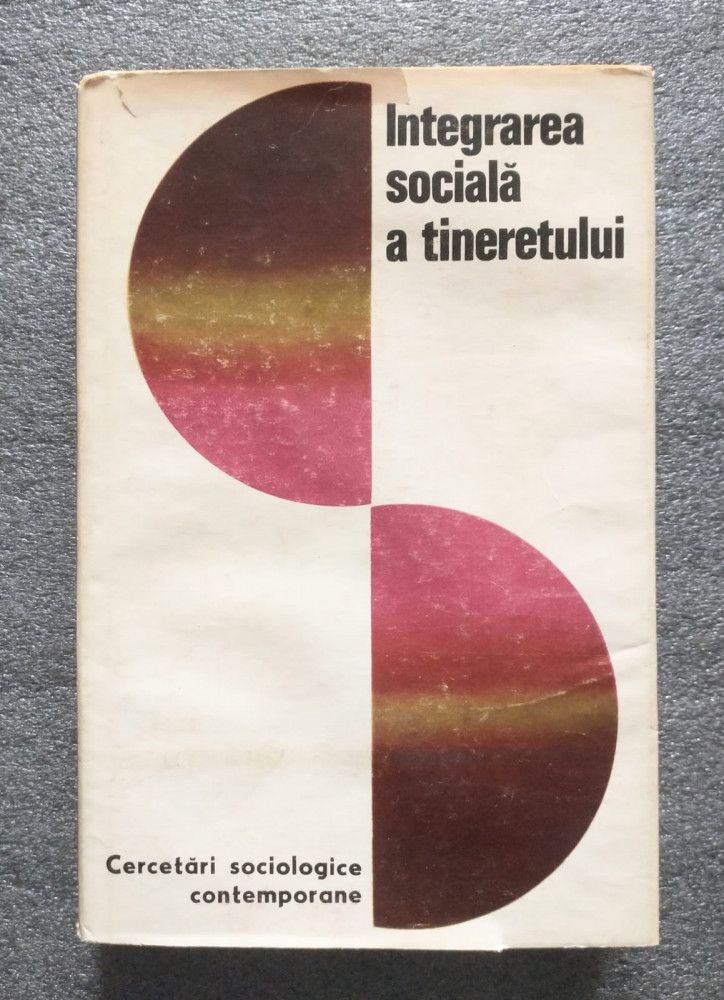 Integrarea
socială
a tineretului
Cercetări sociologice
contemporane